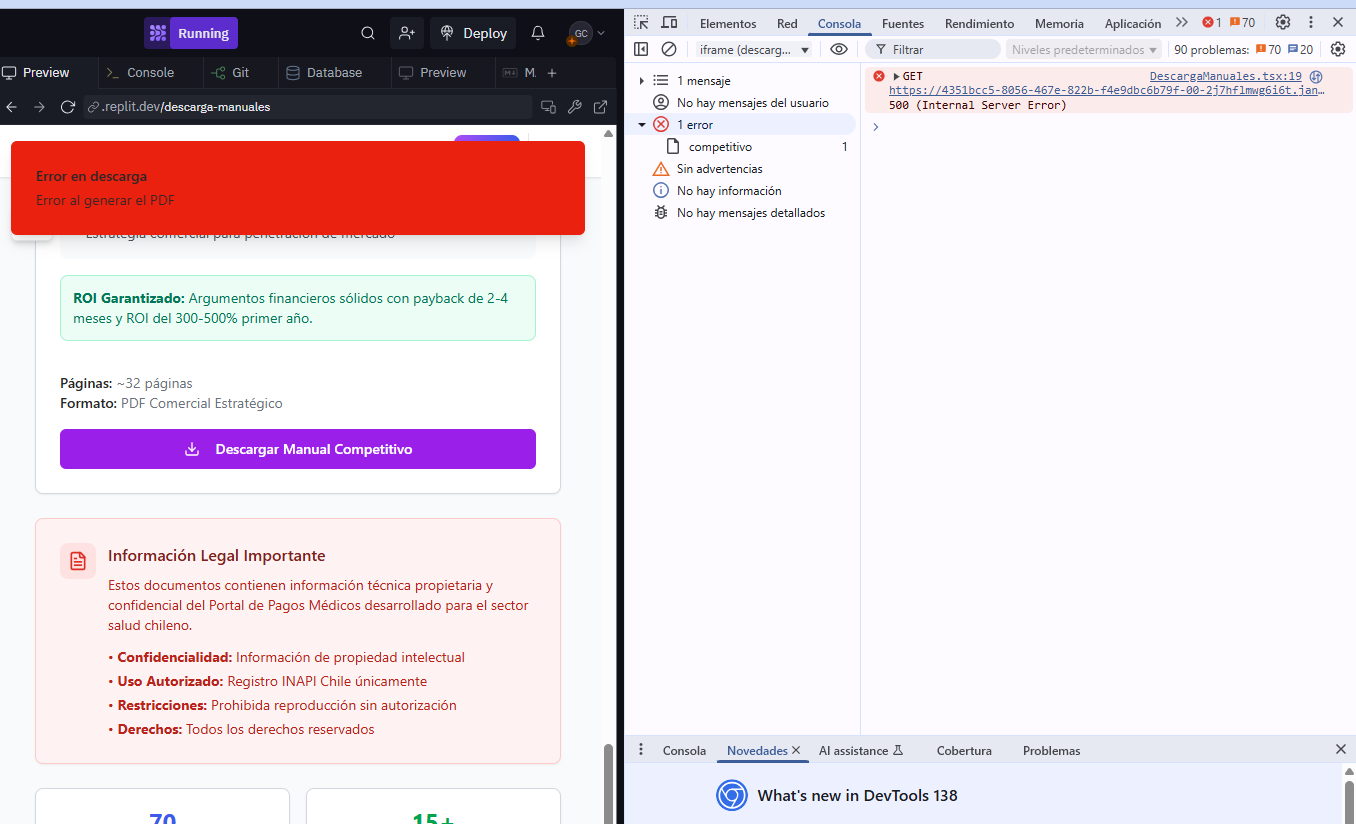 Running
GC
Deploy
Preview
Console
Git
Database
Preview
M.
.replit.dev/descarga-manuales
Error en descarga
Error al generar el PDF
Estrategia comercial para penetración de mercado
ROI Garantizado: Argumentos financieros sólidos con payback de 2-4
meses y ROI del 300-500% primer año.
Páginas: ~32 páginas
Formato: PDF Comercial Estratégico
Descargar Manual Competitivo
Información Legal Importante
Estos documentos contienen información técnica propietaria y
confidencial del Portal de Pagos Médicos desarrollado para el sector
salud chileno.
• Confidencialidad: Información de propiedad intelectual
• Uso Autorizado: Registro INAPI Chile únicamente
• Restricciones: Prohibida reproducción sin autorización
• Derechos: Todos los derechos reservados
70
15+
Elementos
Red
Consola
Fuentes
Rendimiento
Memoria
Aplicación
1
70
iframe (descarg...
Filtrar
Niveles predeterminados
90 problemas:
70
20
1 mensaje
No hay mensajes del usuario
1 error
competitivo
1
Sin advertencias
No hay información
No hay mensajes detallados
GET
DescargaManuales.tsx:19
https://4351bcc5-8056-467e-822b-f4e9dbc6b79f-00-2j7hflmwg6i6t.jan…
500 (Internal Server Error)
Consola
Novedades
AI assistance
Cobertura
Problemas
What's new in DevTools 138